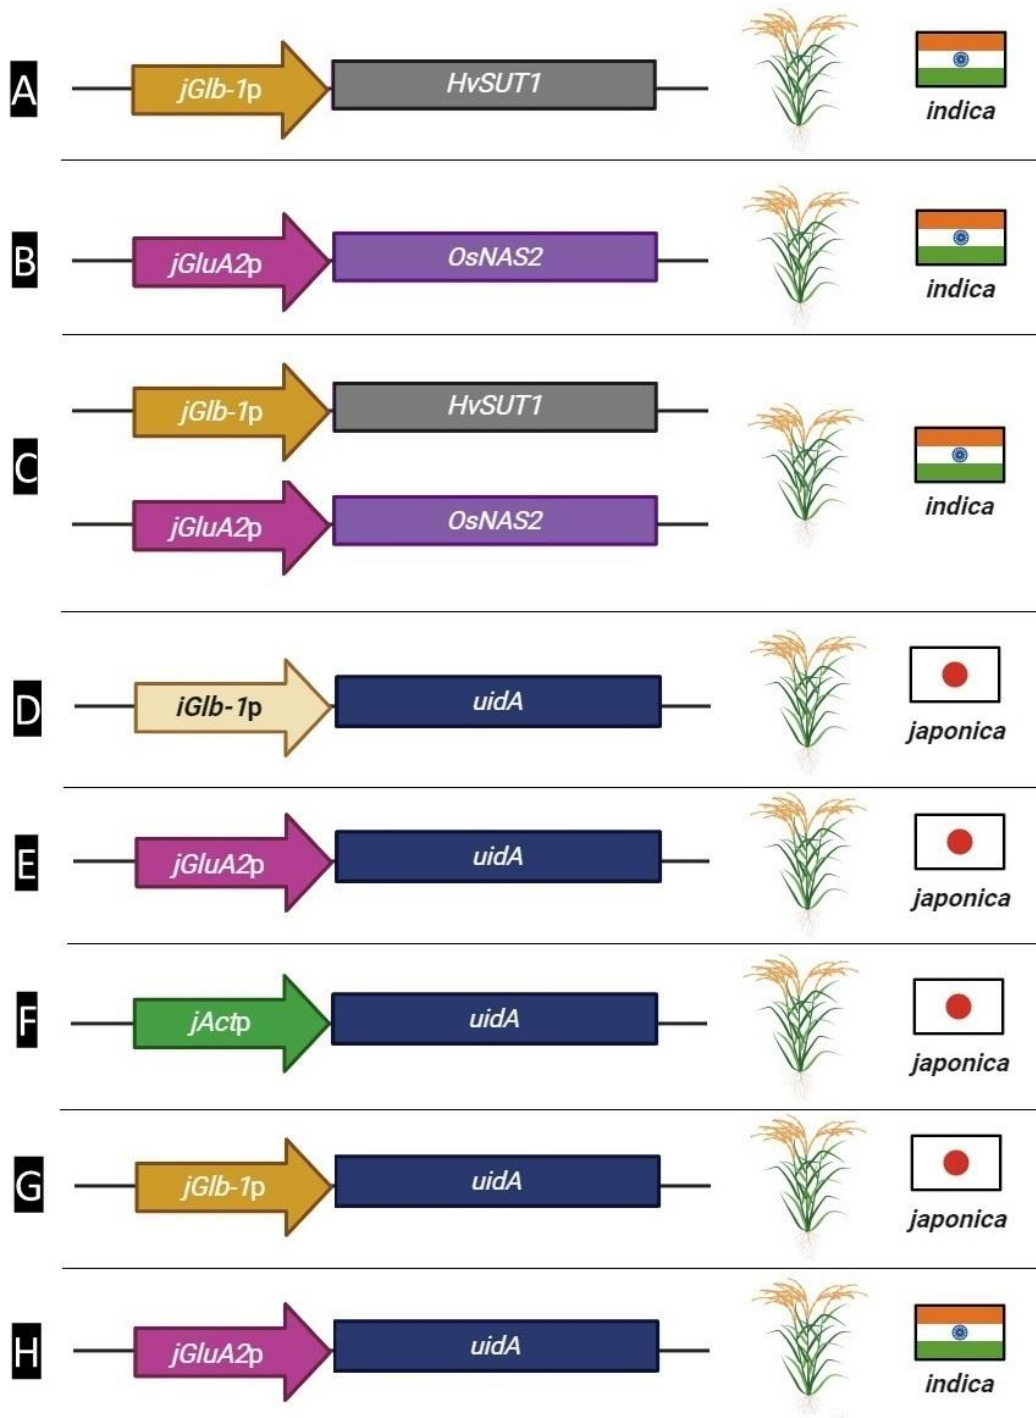 A
jGlb-1p
HvSUT1
indica
B
jGluA2p
OsNAS2
indica
C
jGlb-1p
HvSUT1
jGluA2p
OsNAS2
indica
D
iGlb-1p
uidA
japonica
E
jGluA2p
uidA
japonica
F
jActp
uidA
japonica
G
jGlb-1p
uidA
japonica
H
jGluA2p
uidA
indica